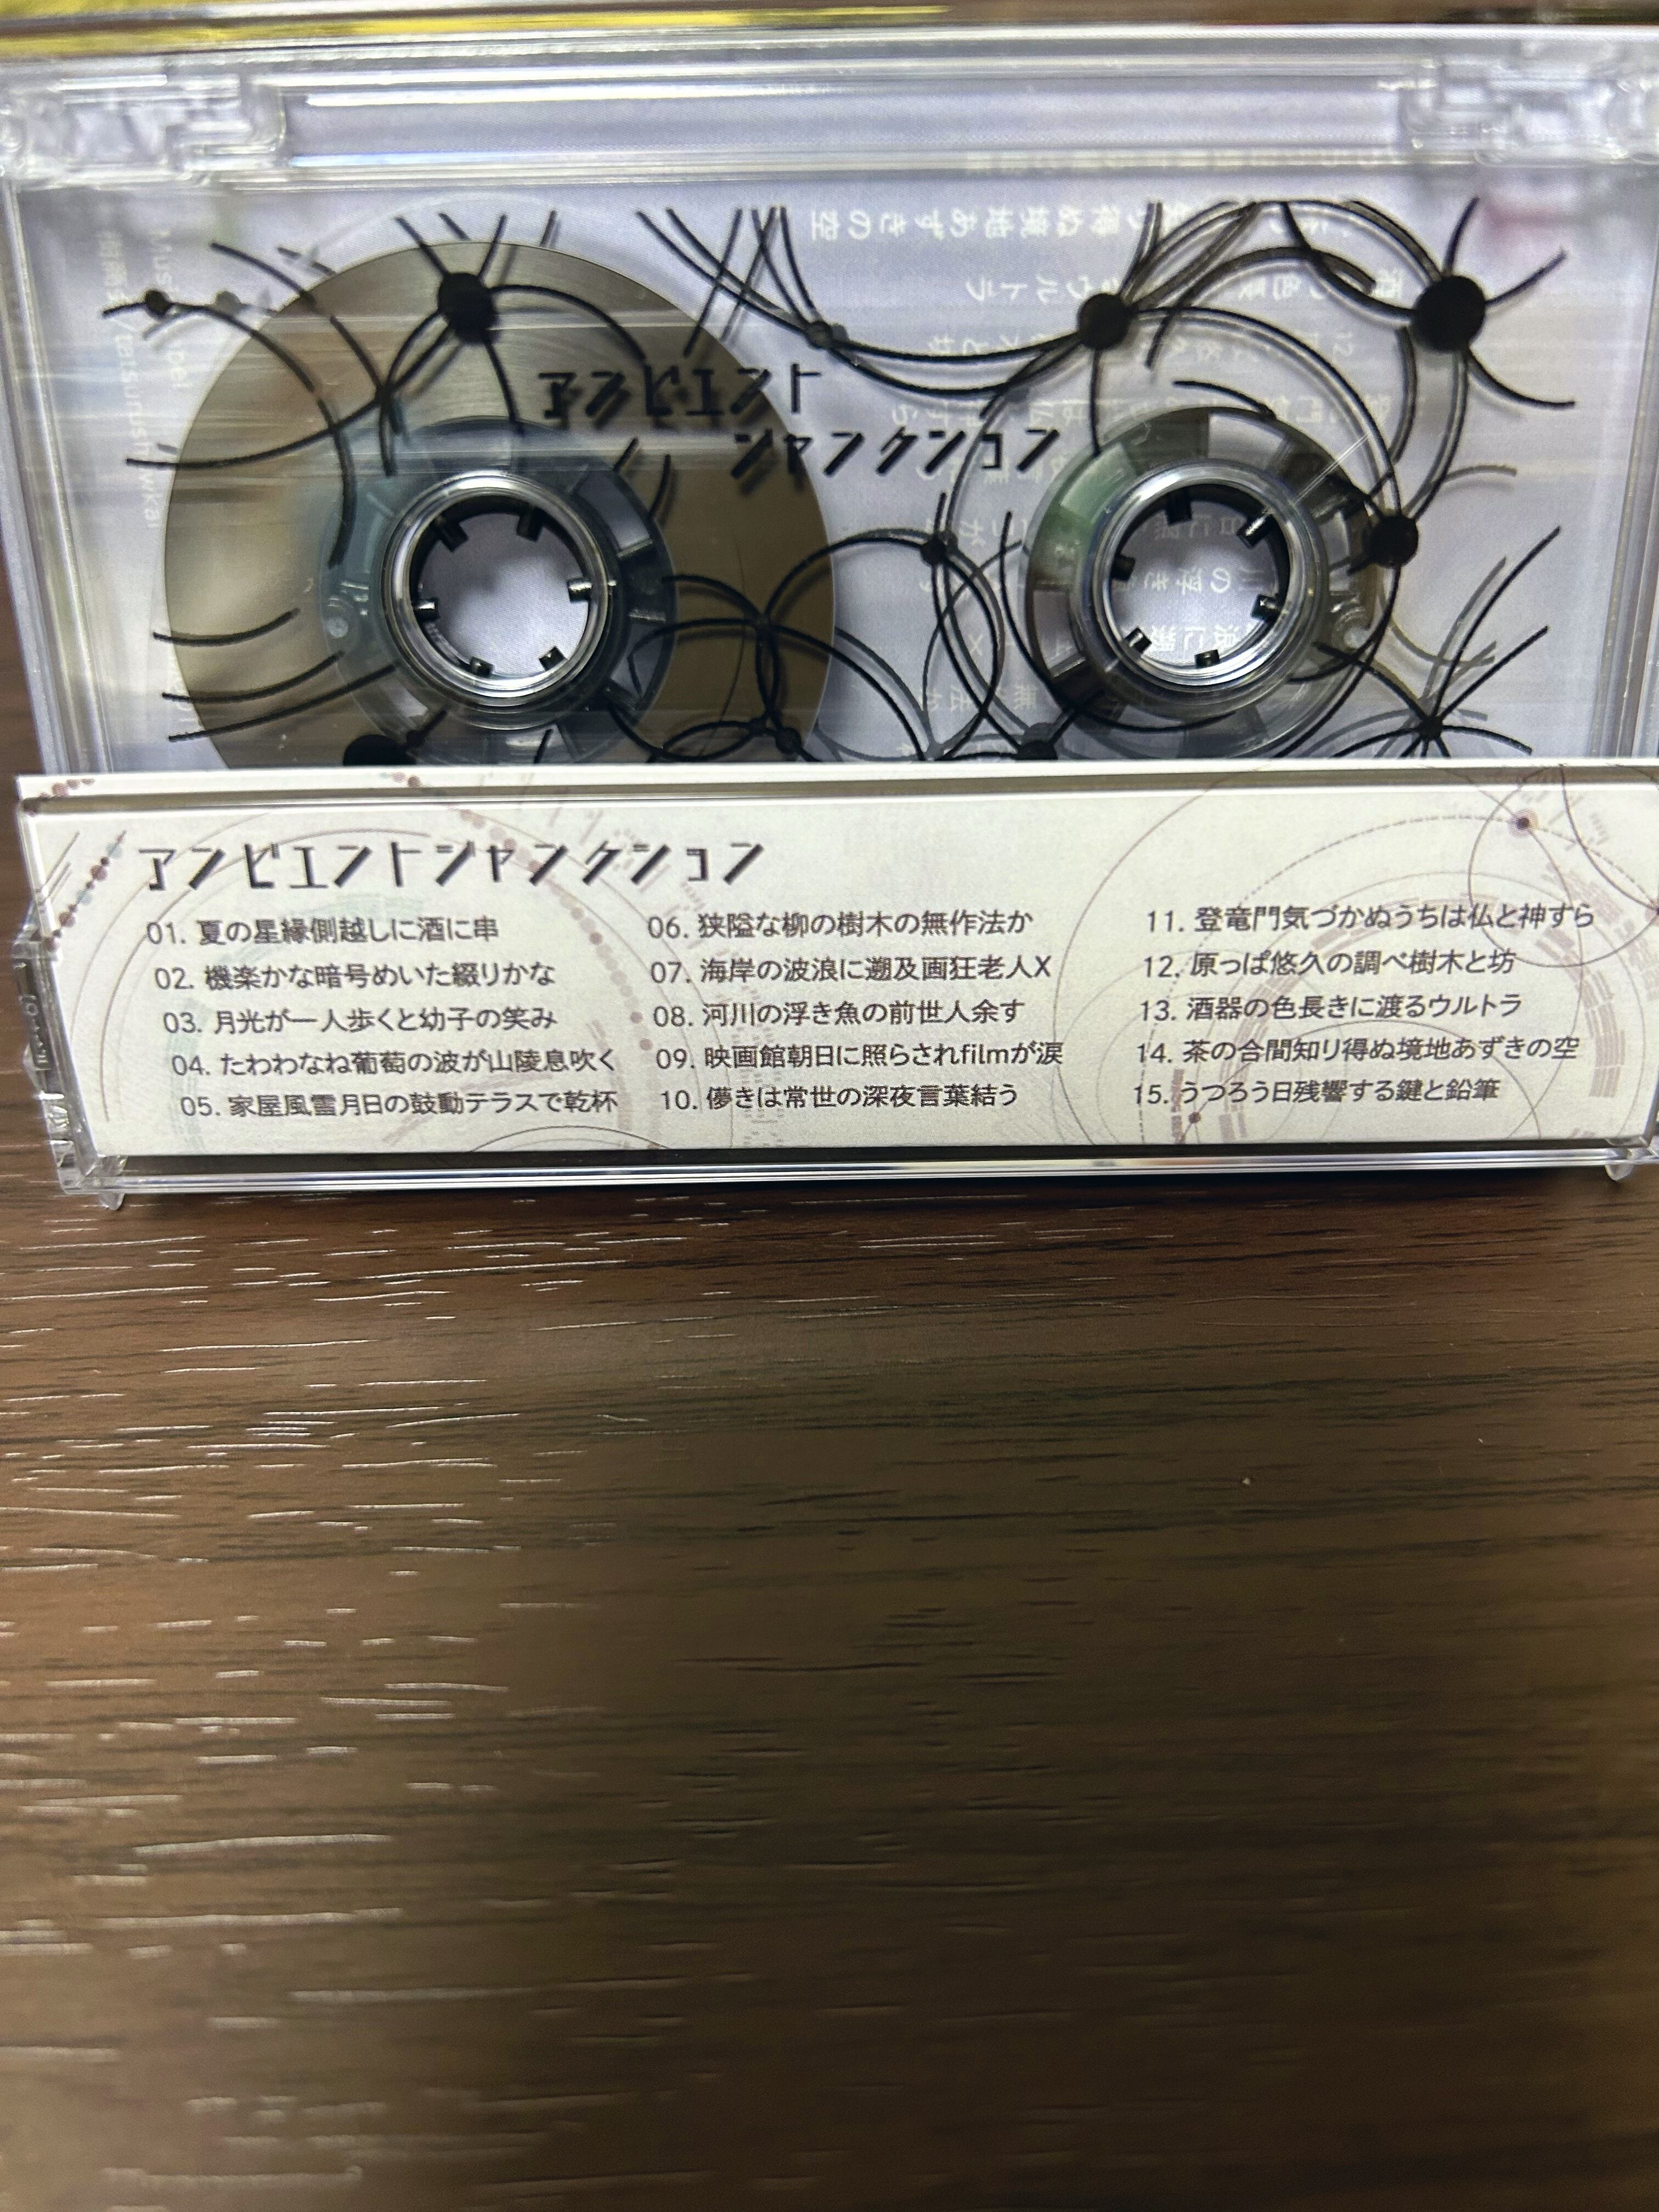 アンビエント
ジャンクション
アンビエントジャンクション
01. 夏の星縁側越しに酒に串
02. 機楽かな暗号めいた綴りかな
03. 月光が一人歩くと幼子の笑み
04. たわわなね葡萄の波が山陵息吹く
05. 家屋風雪月日の鼓動テラスで乾杯
06. 狭隘な柳の樹木の無作法か
07. 海岸の波浪に遡及画狂老人X
08. 河川の浮き魚の前世人余す
09. 映画館朝日に照らされfilmが涙
10. 儚きは常世の深夜言葉結う
11. 登竜門気づかぬうちは仏と神すら
12. 原っぱ悠久の調べ樹木と坊
13. 酒器の色長きに渡るウルトラ
14. 茶の合間知り得ぬ境地あずきの空
15. うつろう日残響する鍵と鉛筆